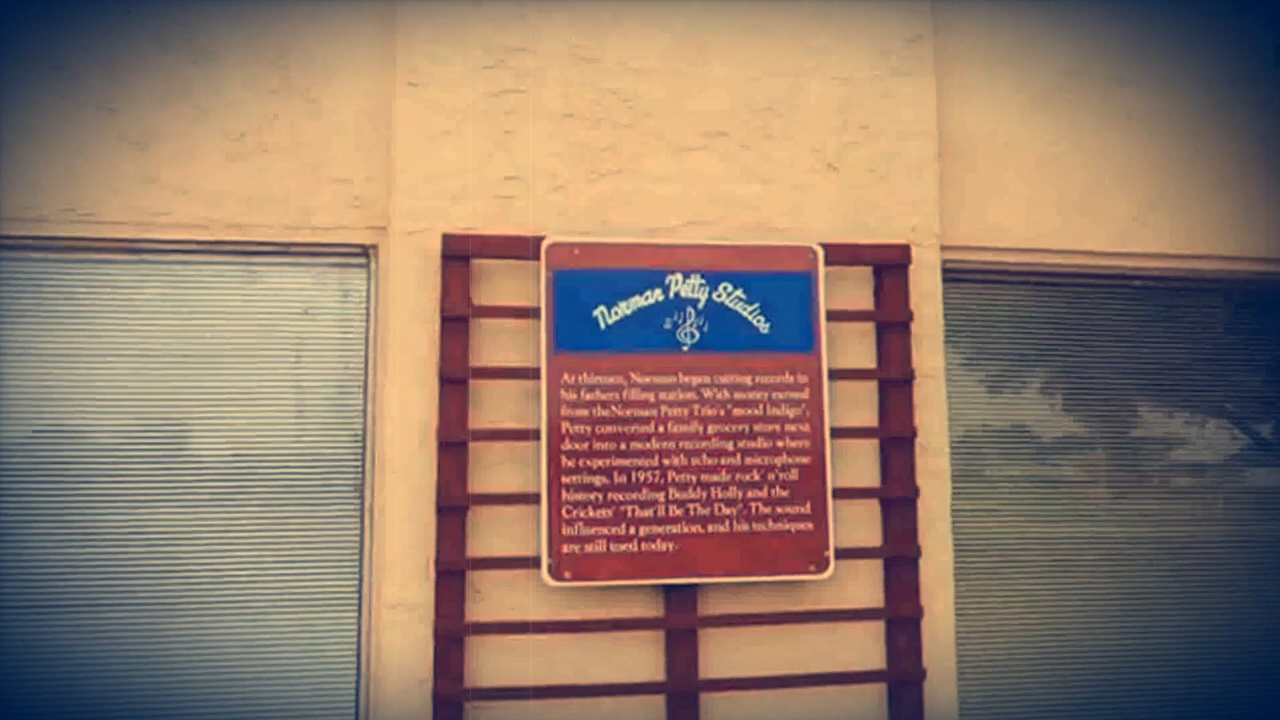 Norman Petty Studios
At thirteen, Norman began cutting records in
his fathers filling station. With money earned
from theNorman Petty Trio's "mood Indigo",
Petty converted a family grocery store next
door into a modern recording studio where
he experimented with echo and microphone
settings. In 1957, Petty made rock' n'roll
history recording Buddy Holly and the
Crickets' "That'll Be The Day". The sound
influenced a generation, and his techniques
are still used today.